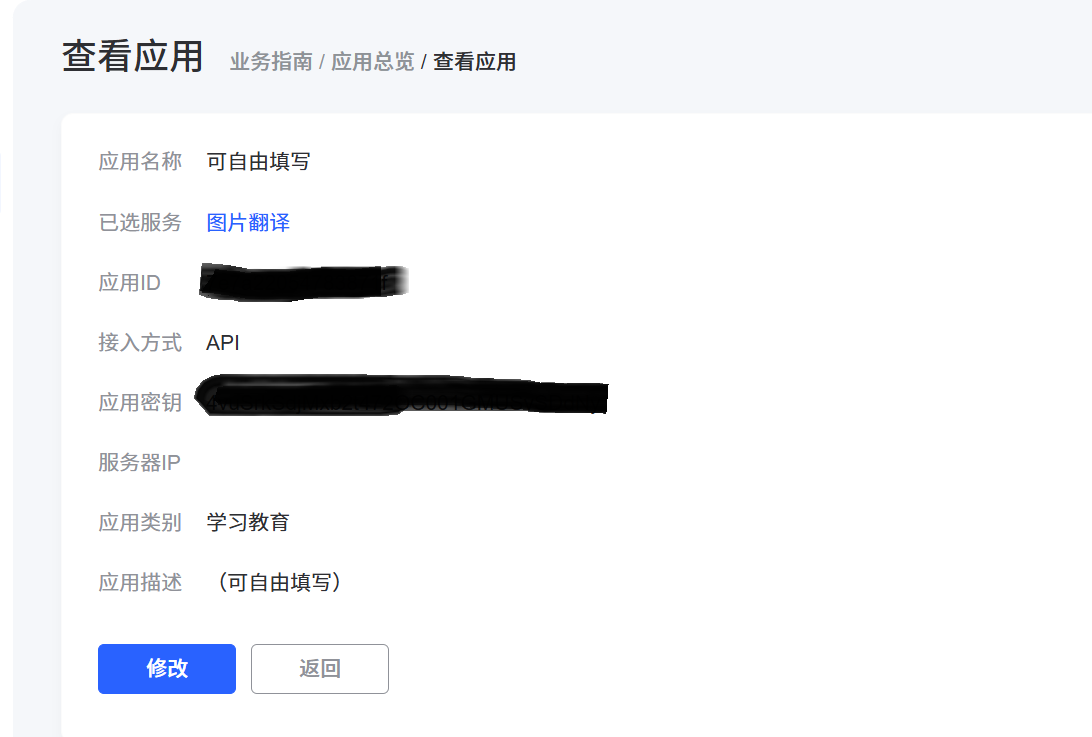 查看应用 业务指南 / 应用总览 / 查看应用
应用名称 可自由填写
已选服务 图片翻译
应用ID
接入方式 API
应用密钥
服务器IP
应用类别 学习教育
应用描述 （可自由填写）
修改 返回